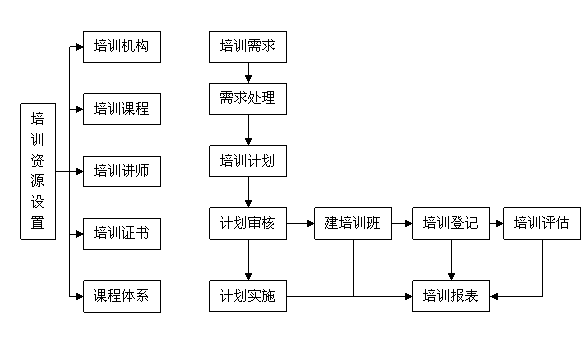 培训资源设置
培训机构
培训课程
培训讲师
培训证书
课程体系
培训需求
需求处理
培训计划
计划审核
建培训班
培训登记
培训评估
计划实施
培训报表